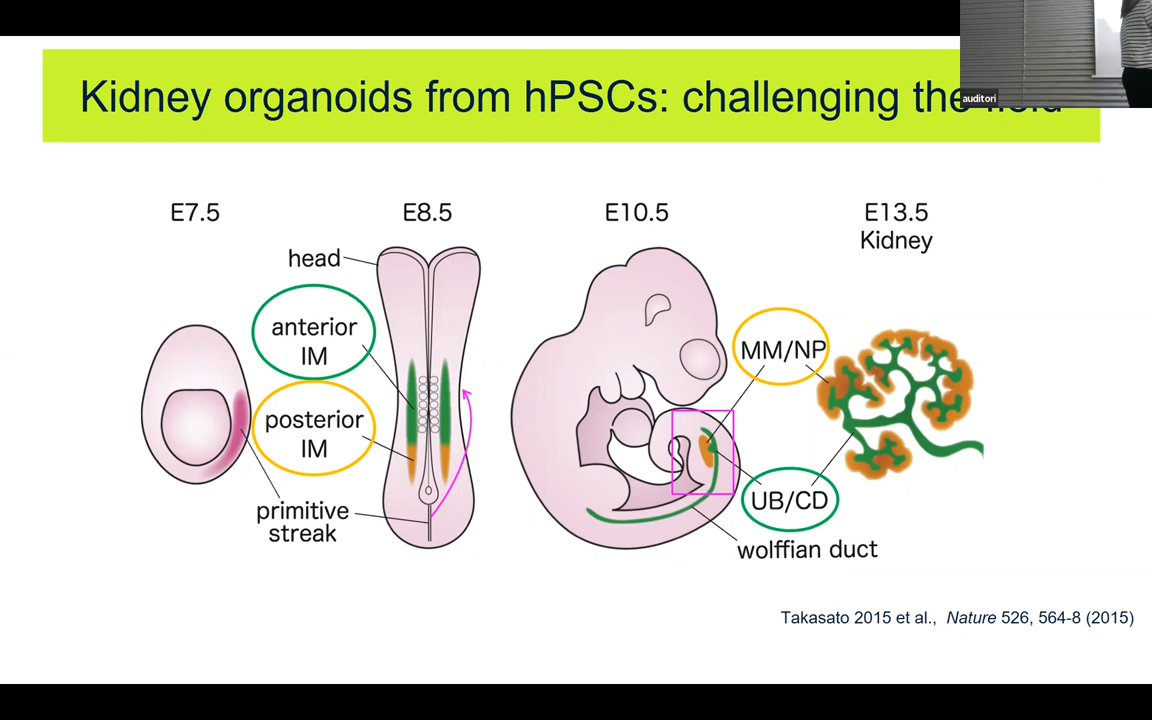 Kidney organoids from hPSCs: challenging the
auditori
E7.5
E8.5
E10.5
E13.5
Kidney
head
anterior
IM
posterior
IM
primitive
streak
MM/NP
UB/CD
wolffian duct
Takasato 2015 et al., Nature 526, 564-8 (2015)